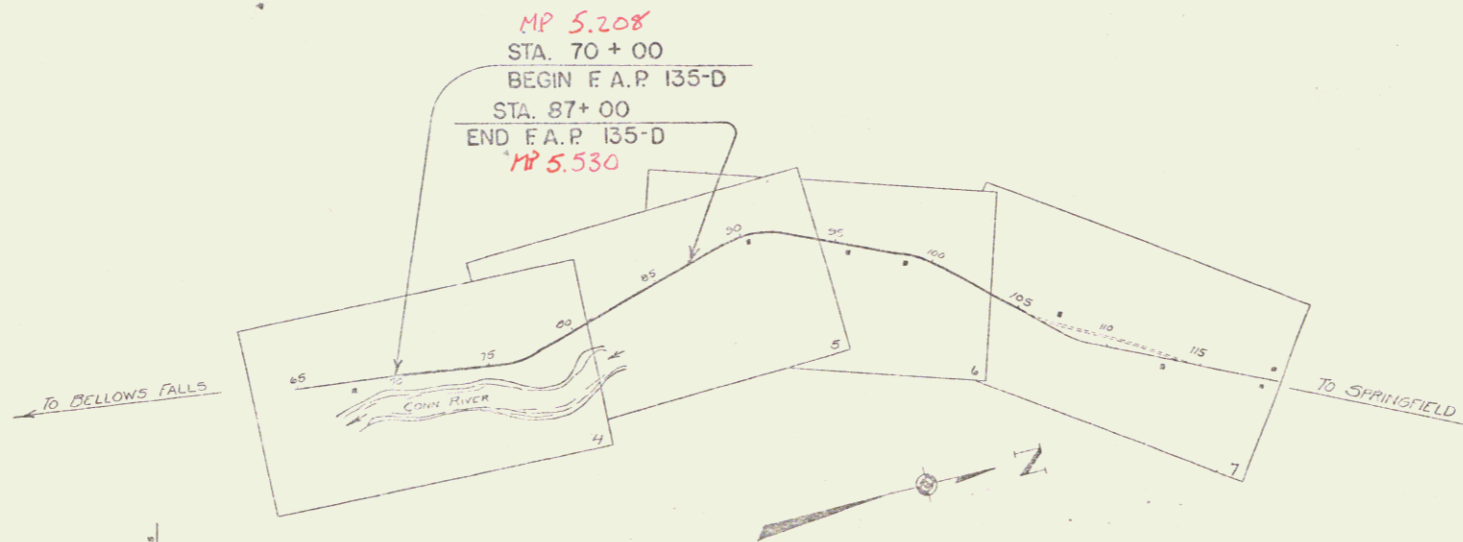 MP 5.208
STA. 70 + 00
BEGIN F.A.P. 135-D
STA. 87+00
END F.A.P. 135-D
MP 5.530
65
70
75
80
85
90
95
100
105
110
115
CONN RIVER
TO BELLOWS FALLS
TO SPRINGFIELD
4
5
6
7
N